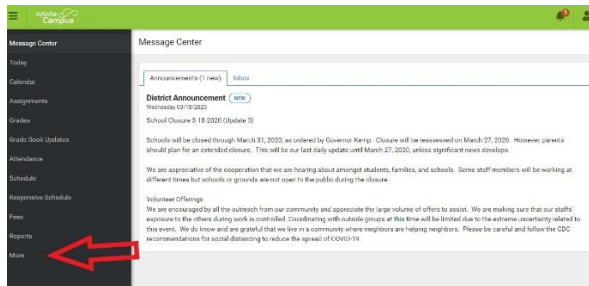 Infinite
Campus
Message Center
Today
Calendar
Assignments
Grades
Grade Book Updates
Attendance
Schedule
Responsive Schedule
Fees
Reports
More
Message Center
Announcements (1 new) Inbox
District Announcement NEW
Wednesday 03/18/2020
School Closure 3-18-2020 (Update 5)
Schools will be closed through March 31, 2020, as ordered by Governor Kemp. Closure will be reassessed on March 27, 2020. However, parents
should plan for an extended closure. This will be our last daily update until March 27, 2020, unless significant news develops.
We are appreciative of the cooperation that we are hearing about amongst students, families, and schools. Some staff members will be working at
different times but schools or grounds are not open to the public during the closure.
Volunteer Offerings
We are encouraged by all the outreach from our community and appreciate the large volume of offers to assist. We are making sure that our staffs'
exposure to the others during work is controlled. Coordinating with outside groups at this time will be limited due to the extreme uncertainty related to
this event. We do know and are grateful that we live in a community where neighbors are helping neighbors. Please be careful and follow the CDC
recommendations for social distancing to reduce the spread of COVID-19.